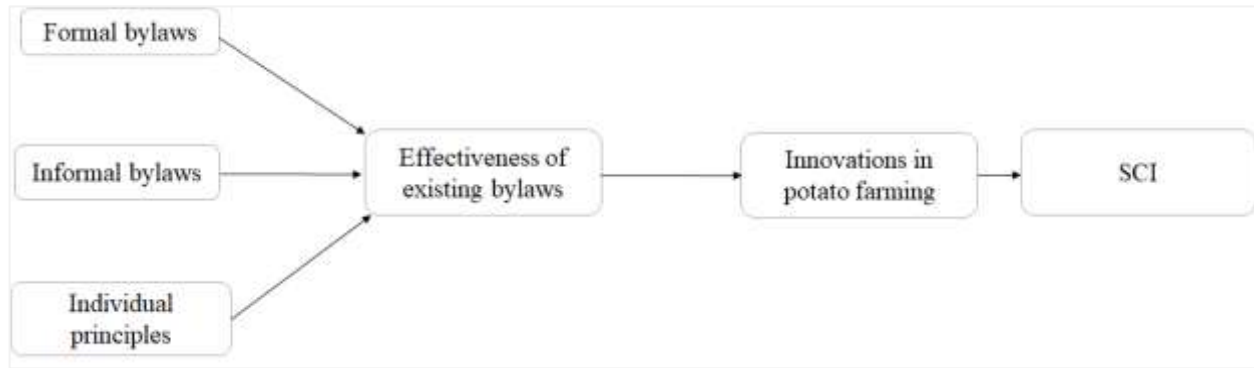 Formal bylaws
Informal bylaws
Individual
principles
Effectiveness of
existing bylaws
Innovations in
potato farming
SCI